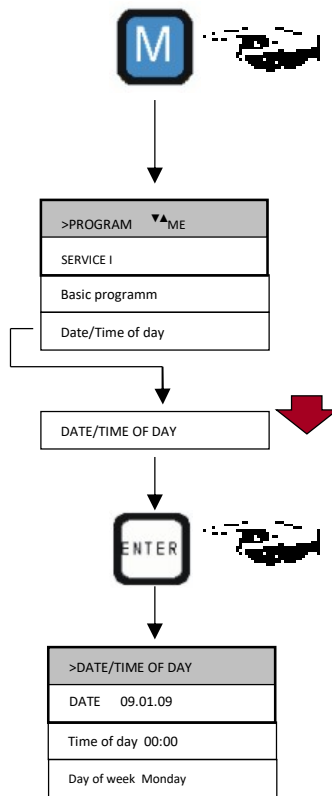 M
>PROGRAM ▼▲ME
SERVICE I
Basic programm
Date/Time of day
DATE/TIME OF DAY
ENTER
>DATE/TIME OF DAY
DATE 09.01.09
Time of day 00:00
Day of week Monday